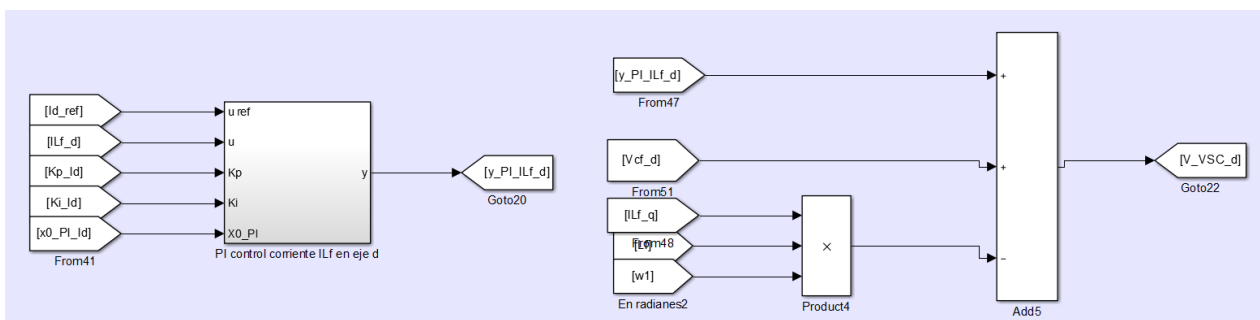 [Id_ref]
[ILf_d]
[Kp_Id]
[Ki_Id]
[x0_PI_Id]
From41
u ref
u
Kp
Ki
X0_PI
y
PI control corriente ILf en eje d
[y_PI_ILf_d]
Goto20
[y_PI_ILf_d]
From47
[Vcf_d]
From51
[ILf_q]
From48
[w1]
En radianes2
×
Product4
+
+
−
Add5
[V_VSC_d]
Goto22